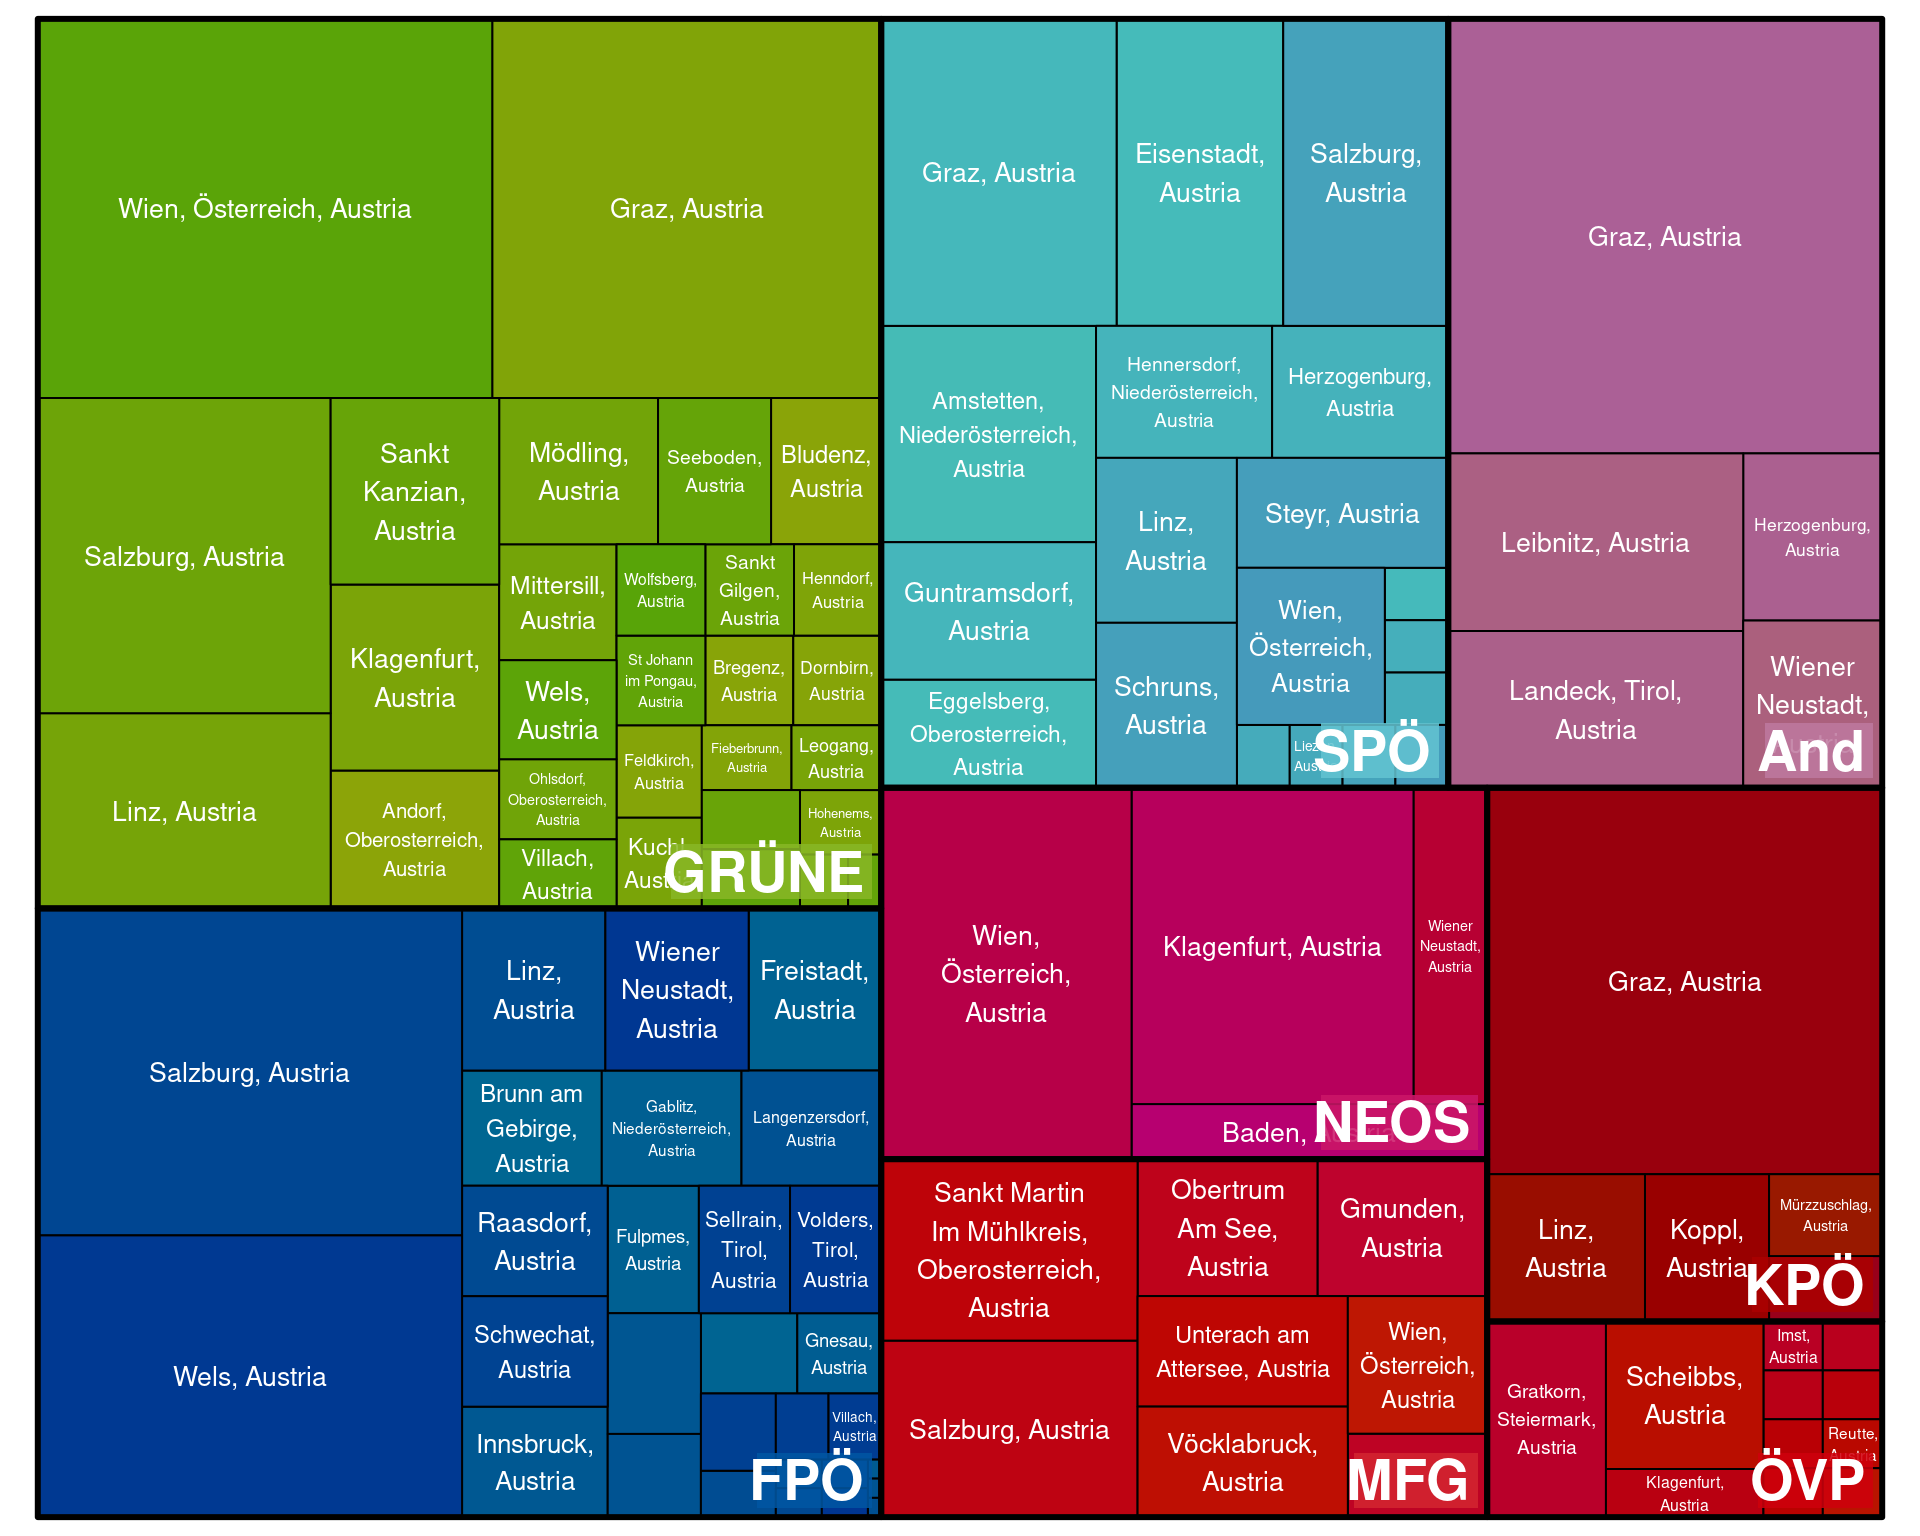 Wien, Österreich, Austria
Graz, Austria
Salzburg, Austria
Linz, Austria
Sankt
Kanzian,
Austria
Klagenfurt,
Austria
Andorf,
Oberosterreich,
Austria
Mödling,
Austria
Seeboden,
Austria
Bludenz,
Austria
Mittersill,
Austria
Wels,
Austria
Ohlsdorf,
Oberosterreich,
Austria
Villach,
Austria
Wolfsberg,
Austria
Sankt
Gilgen,
Austria
Henndorf,
Austria
St Johann
im Pongau,
Austria
Bregenz,
Austria
Dornbirn,
Austria
Feldkirch,
Austria
Fieberbrunn,
Austria
Leogang,
Austria
Kuchl,
Austria
Hohenems,
Austria
GRÜNE
Graz, Austria
Eisenstadt,
Austria
Salzburg,
Austria
Amstetten,
Niederösterreich,
Austria
Hennersdorf,
Niederösterreich,
Austria
Herzogenburg,
Austria
Guntramsdorf,
Austria
Eggelsberg,
Oberosterreich,
Austria
Linz,
Austria
Schruns,
Austria
Steyr, Austria
Wien,
Österreich,
Austria
SPÖ
Graz, Austria
Leibnitz, Austria
Herzogenburg,
Austria
Landeck, Tirol,
Austria
Wiener
Neustadt,
Austria
And
Salzburg, Austria
Wels, Austria
Linz,
Austria
Wiener
Neustadt,
Austria
Freistadt,
Austria
Brunn am
Gebirge,
Austria
Gablitz,
Niederösterreich,
Austria
Langenzersdorf,
Austria
Raasdorf,
Austria
Schwechat,
Austria
Innsbruck,
Austria
Fulpmes,
Austria
Sellrain,
Tirol,
Austria
Volders,
Tirol,
Austria
Gnesau,
Austria
Villach,
Austria
FPÖ
Wien,
Österreich,
Austria
Klagenfurt, Austria
Wiener
Neustadt,
Austria
Baden, Austria
NEOS
Sankt Martin
Im Mühlkreis,
Oberosterreich,
Austria
Salzburg, Austria
Obertrum
Am See,
Austria
Gmunden,
Austria
Unterach am
Attersee, Austria
Wien,
Österreich,
Austria
Vöcklabruck,
Austria
MFG
Graz, Austria
Linz,
Austria
Koppl,
Austria
Mürzzuschlag,
Austria
KPÖ
Gratkorn,
Steiermark,
Austria
Scheibbs,
Austria
Klagenfurt,
Austria
Imst,
Austria
Reutte,
Austria
ÖVP